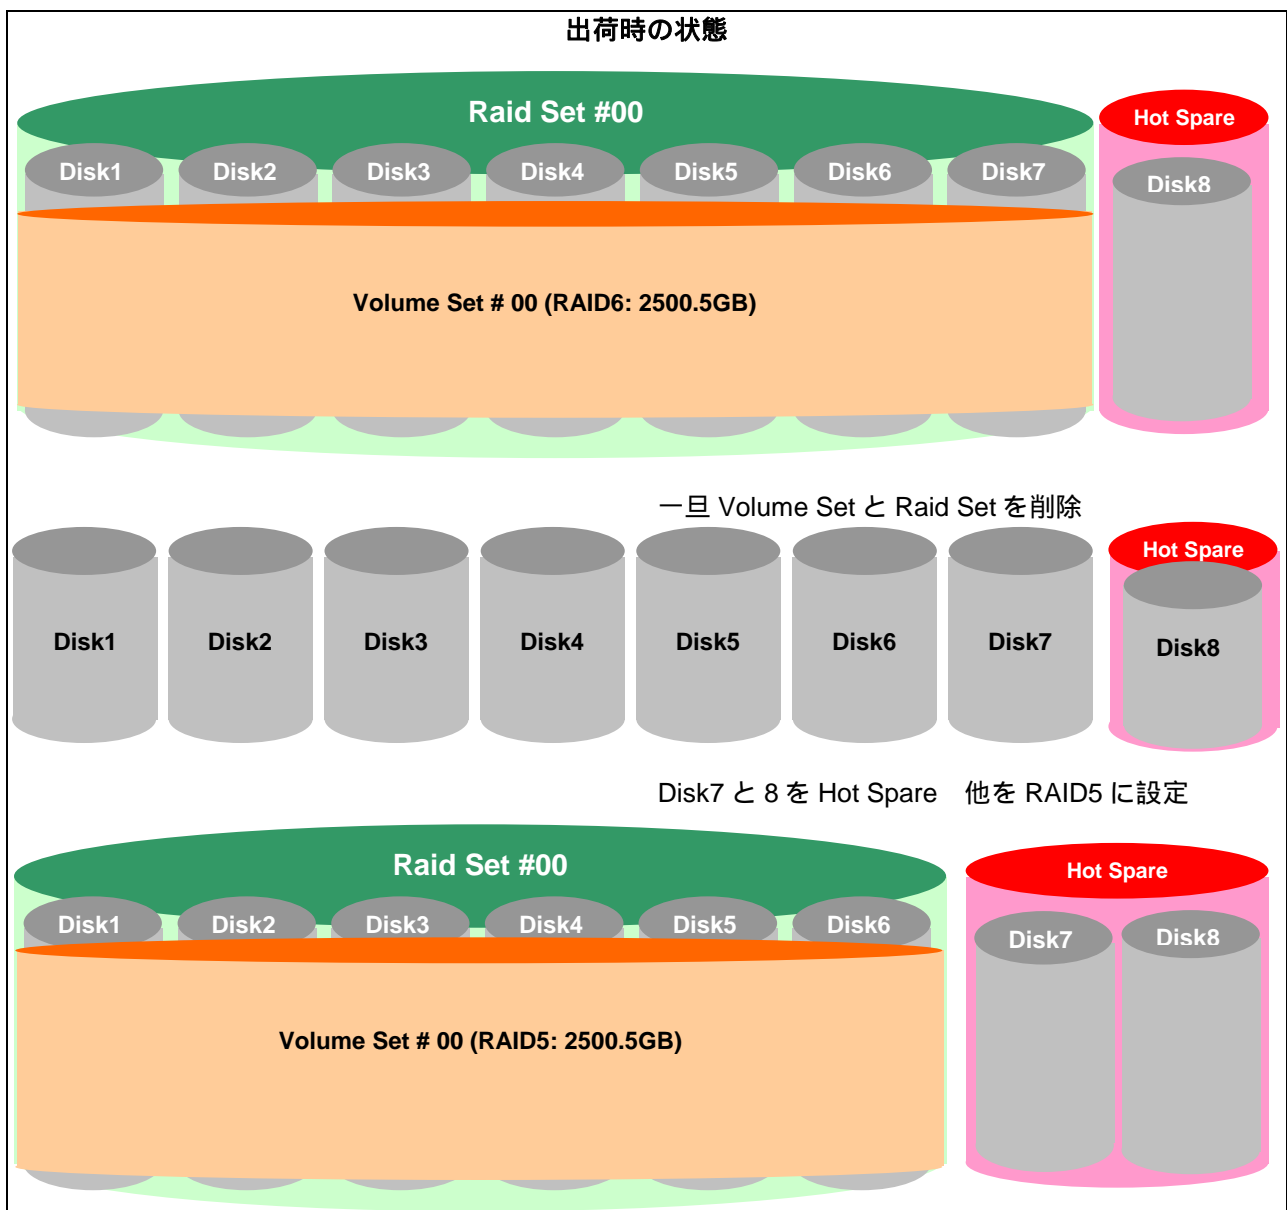 出荷時の状態
Raid Set #00
Hot Spare
Disk1 Disk2 Disk3 Disk4 Disk5 Disk6 Disk7 Disk8
Volume Set # 00 (RAID6: 2500.5GB)
一旦 Volume Set と Raid Set を削除
Hot Spare
Disk1 Disk2 Disk3 Disk4 Disk5 Disk6 Disk7 Disk8
Disk7 と 8 を Hot Spare　他を RAID5 に設定
Raid Set #00
Hot Spare
Disk1 Disk2 Disk3 Disk4 Disk5 Disk6 Disk7 Disk8
Volume Set # 00 (RAID5: 2500.5GB)